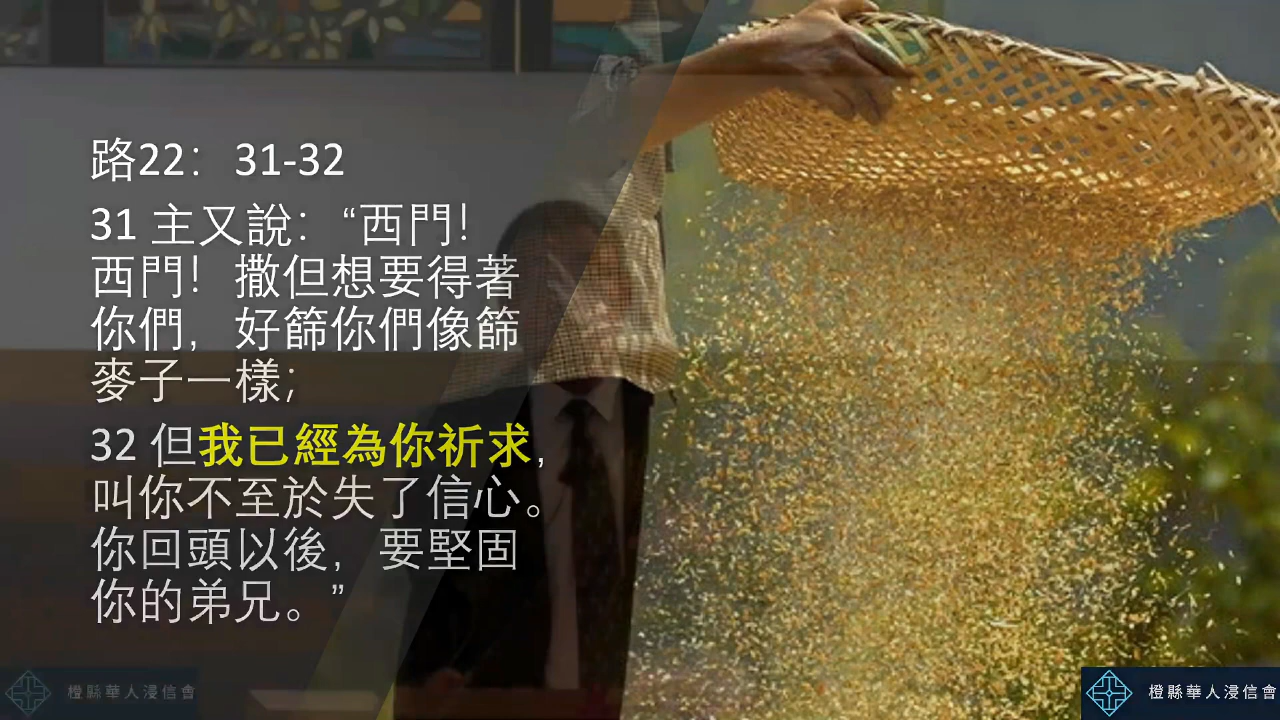 路22：31-32
31 主又說：“西門！
西門！撒但想要得著
你們，好篩你們像篩
麥子一樣；
32 但我已經為你祈求，
叫你不至於失了信心。
你回頭以後，要堅固
你的弟兄。”
橙縣華人浸信會
橙縣華人浸信會